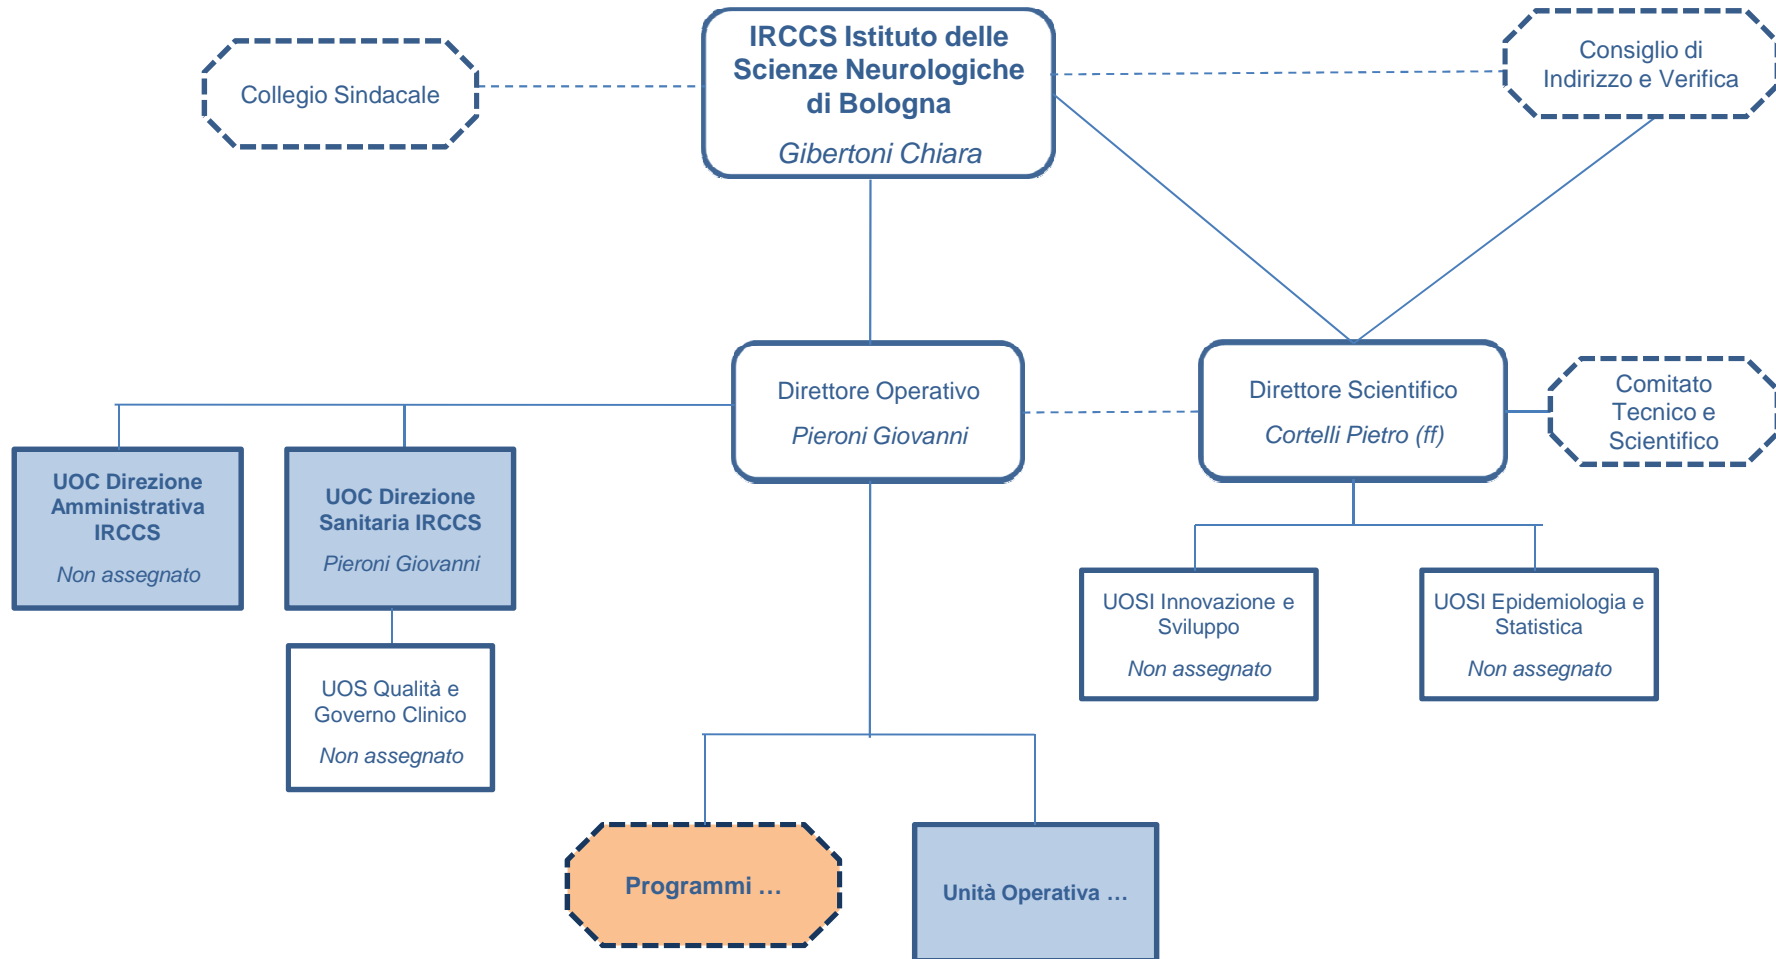 IRCCS Istituto delle
Scienze Neurologiche
di Bologna
Gibertoni Chiara
Collegio Sindacale
Consiglio di
Indirizzo e Verifica
Direttore Operativo
Pieroni Giovanni
Direttore Scientifico
Cortelli Pietro (ff)
Comitato
Tecnico e
Scientifico
UOC Direzione
Amministrativa
IRCCS
Non assegnato
UOC Direzione
Sanitaria IRCCS
Pieroni Giovanni
UOS Qualità e
Governo Clinico
Non assegnato
UOSI Innovazione e
Sviluppo
Non assegnato
UOSI Epidemiologia e
Statistica
Non assegnato
Programmi …
Unità Operativa …